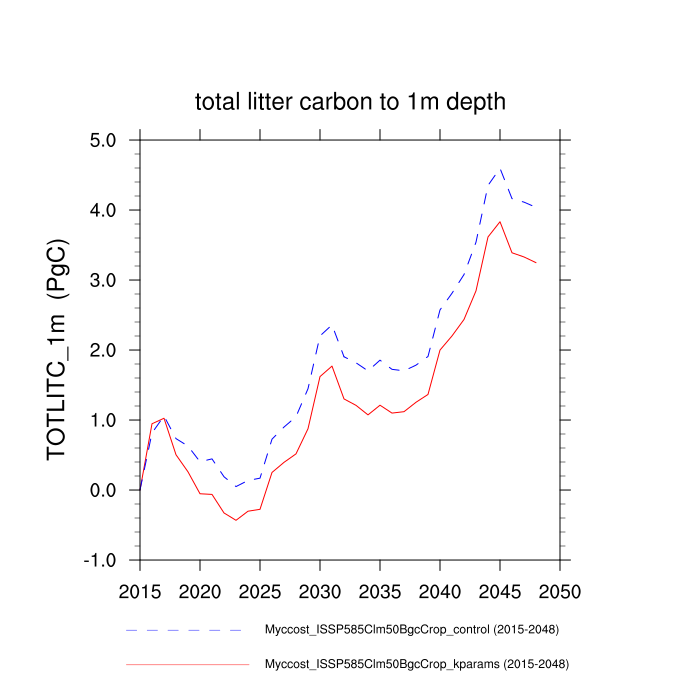 total litter carbon to 1m depth
TOTLITC_1m (PgC)
5.0
4.0
3.0
2.0
1.0
0.0
-1.0
2015 2020 2025 2030 2035 2040 2045 2050
Myccost_ISSP585Clm50BgcCrop_control (2015-2048)
Myccost_ISSP585Clm50BgcCrop_kparams (2015-2048)